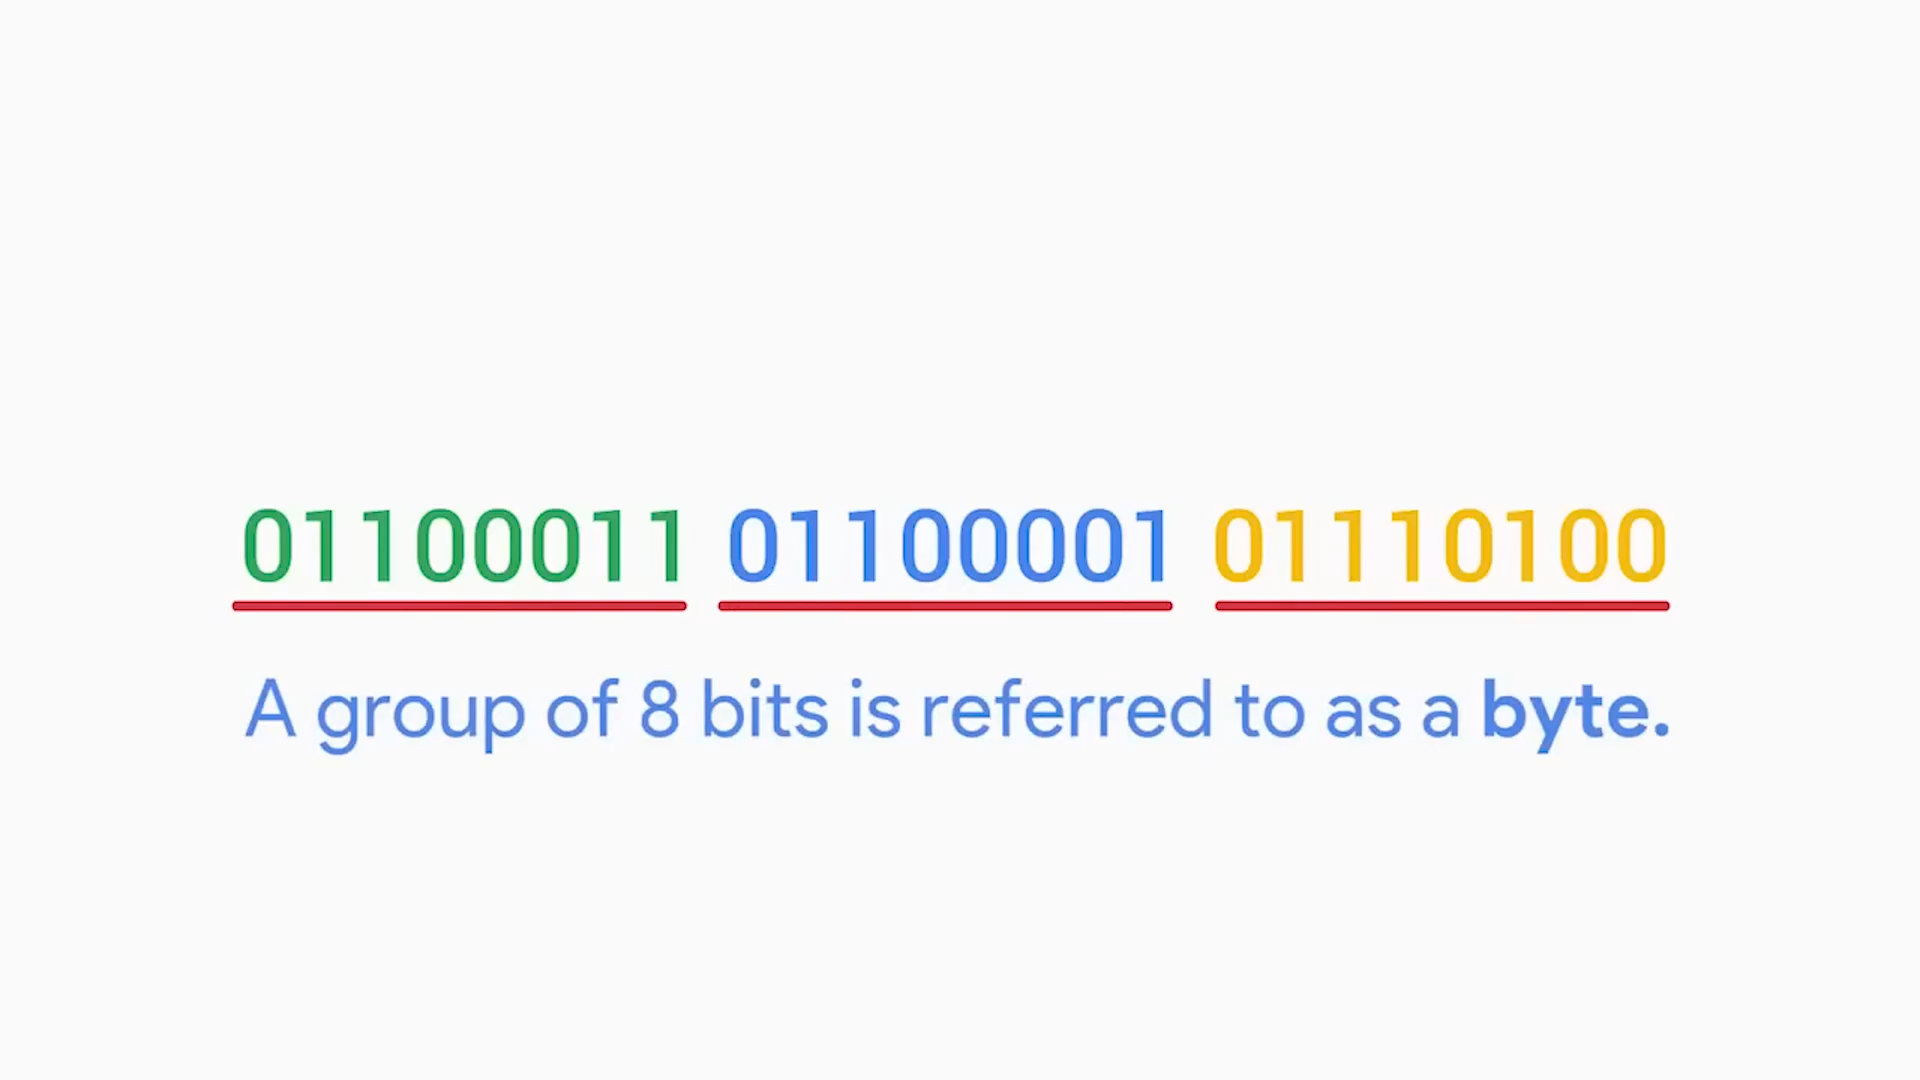 01100011 01100001 01110100
A group of 8 bits is referred to as a byte.